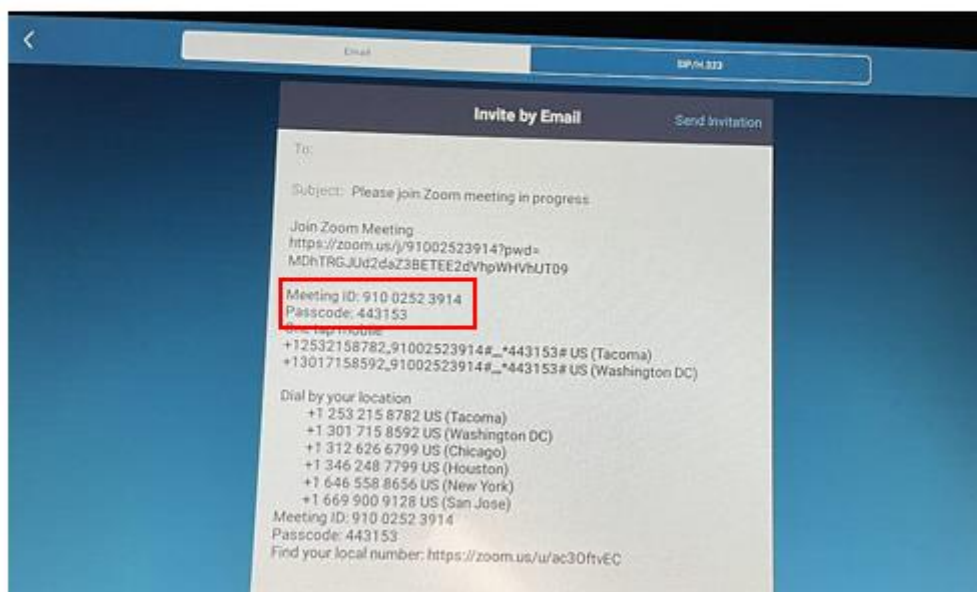 Email
SIP/H.323
Invite by Email
Send Invitation
To:
Subject: Please join Zoom meeting in progress
Join Zoom Meeting
https://zoom.us/j/91002523914?pwd=
MDhTRGJUd2daZ3BETEE2dVhpWHVhUT09
Meeting ID: 910 0252 3914
Passcode: 443153
One tap mobile
+12532158782,,91002523914#,,,,*443153# US (Tacoma)
+13017158592,,91002523914#,,,,*443153# US (Washington DC)
Dial by your location
+1 253 215 8782 US (Tacoma)
+1 301 715 8592 US (Washington DC)
+1 312 626 6799 US (Chicago)
+1 346 248 7799 US (Houston)
+1 646 558 8656 US (New York)
+1 669 900 9128 US (San Jose)
Meeting ID: 910 0252 3914
Passcode: 443153
Find your local number: https://zoom.us/u/ac3OftvEC